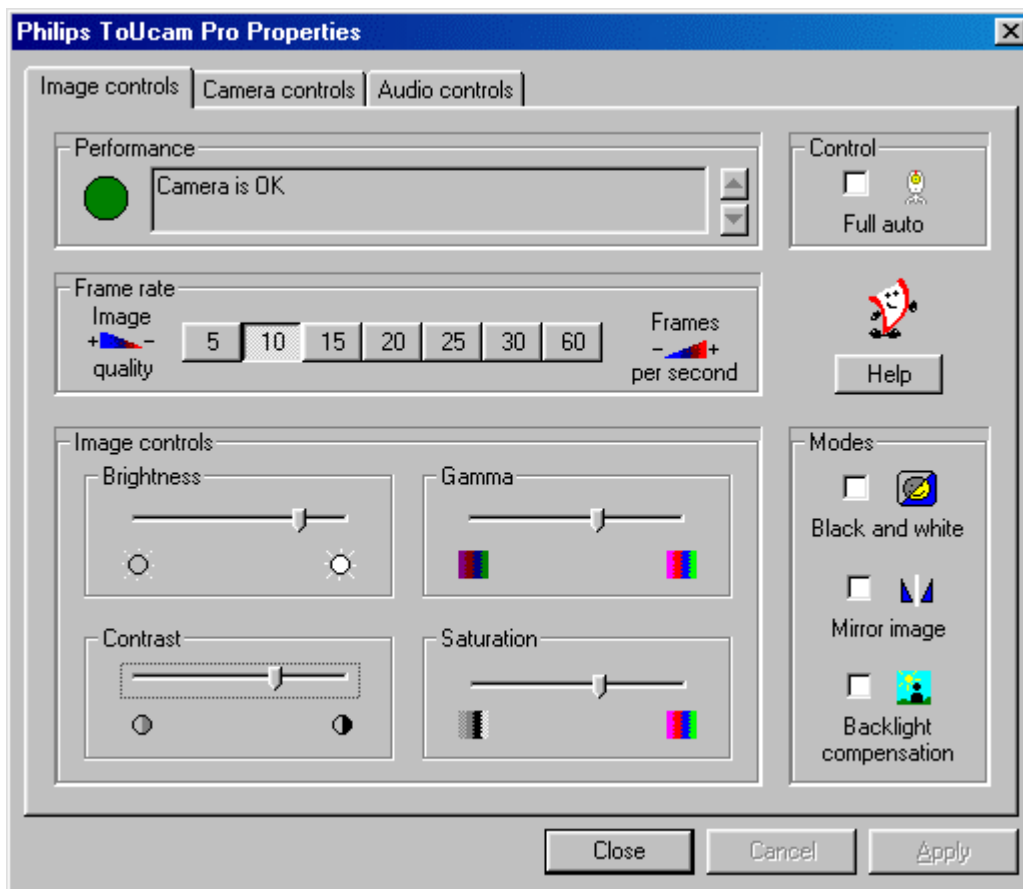 Philips ToUcam Pro Properties
Image controls
Camera controls
Audio controls
Performance
Camera is OK
Control
Full auto
Frame rate
Image
+ −
quality
5 10 15 20 25 30 60
Frames
− +
per second
Help
Image controls
Brightness
Gamma
Contrast
Saturation
Modes
Black and white
Mirror image
Backlight
compensation
Close
Cancel
Apply